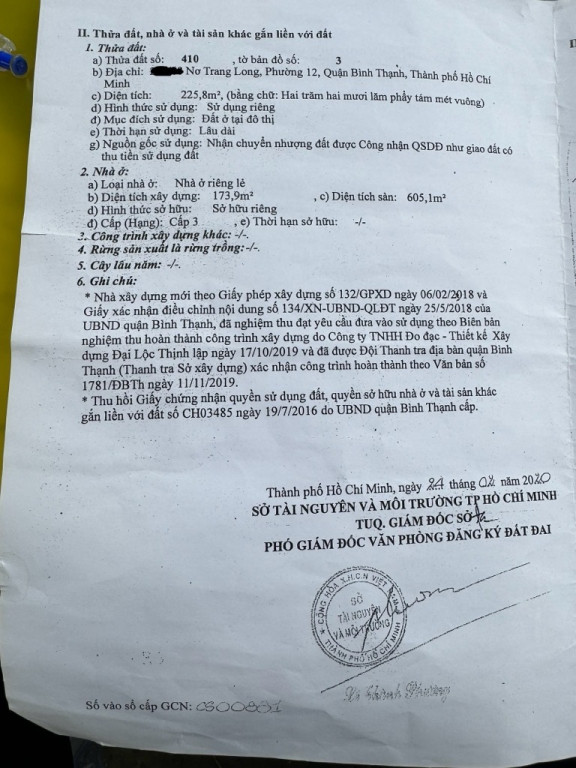 II. Thửa đất, nhà ở và tài sản khác gắn liền với đất
1. Thửa đất:
a) Thửa đất số: 410 , tờ bản đồ số: 3
b) Địa chỉ: Nơ Trang Long, Phường 12, Quận Bình Thạnh, Thành phố Hồ Chí
Minh
c) Diện tích: 225,8m², (bằng chữ: Hai trăm hai mươi lăm phẩy tám mét vuông)
d) Hình thức sử dụng: Sử dụng riêng
đ) Mục đích sử dụng: Đất ở tại đô thị
e) Thời hạn sử dụng: Lâu dài
g) Nguồn gốc sử dụng: Nhận chuyển nhượng đất được Công nhận QSDĐ như giao đất có
thu tiền sử dụng đất
2. Nhà ở:
a) Loại nhà ở: Nhà ở riêng lẻ
b) Diện tích xây dựng: 173,9m² , c) Diện tích sàn: 605,1m²
d) Hình thức sở hữu: Sở hữu riêng
đ) Cấp (Hạng): Cấp 3 , e) Thời hạn sở hữu: -/-
3. Công trình xây dựng khác: -/-.
4. Rừng sản xuất là rừng trồng:-/-.
5. Cây lâu năm: -/-.
6. Ghi chú:
* Nhà xây dựng mới theo Giấy phép xây dựng số 132/GPXD ngày 06/02/2018 và
Giấy xác nhận điều chỉnh nội dung số 134/XN-UBND-QLĐT ngày 25/5/2018 của
UBND quận Bình Thạnh, đã nghiệm thu đạt yêu cầu đưa vào sử dụng theo Biên bản
nghiệm thu hoàn thành công trình xây dựng do Công ty TNHH Đo đạc - Thiết kế Xây
dựng Đại Lộc Thịnh lập ngày 17/10/2019 và đã được Đội Thanh tra địa bàn quận Bình
Thạnh (Thanh tra Sở xây dựng) xác nhận công trình hoàn thành theo Văn bản số
1781/ĐBTh ngày 11/11/2019.
* Thu hồi Giấy chứng nhận quyền sử dụng đất, quyền sở hữu nhà ở và tài sản khác
gắn liền với đất số CH03485 ngày 19/7/2016 do UBND quận Bình Thạnh cấp.
Thành phố Hồ Chí Minh, ngày 24 tháng 02 năm 2020
SỞ TÀI NGUYÊN VÀ MÔI TRƯỜNG TP HỒ CHÍ MINH
TUQ. GIÁM ĐỐC SỞ
PHÓ GIÁM ĐỐC VĂN PHÒNG ĐĂNG KÝ ĐẤT ĐAI
CỘNG HÒA X.H.C.N VIỆT NAM
SỞ
TÀI NGUYÊN
VÀ MÔI TRƯỜNG
THÀNH PHỐ HỒ CHÍ MINH
Số vào sổ cấp GCN: